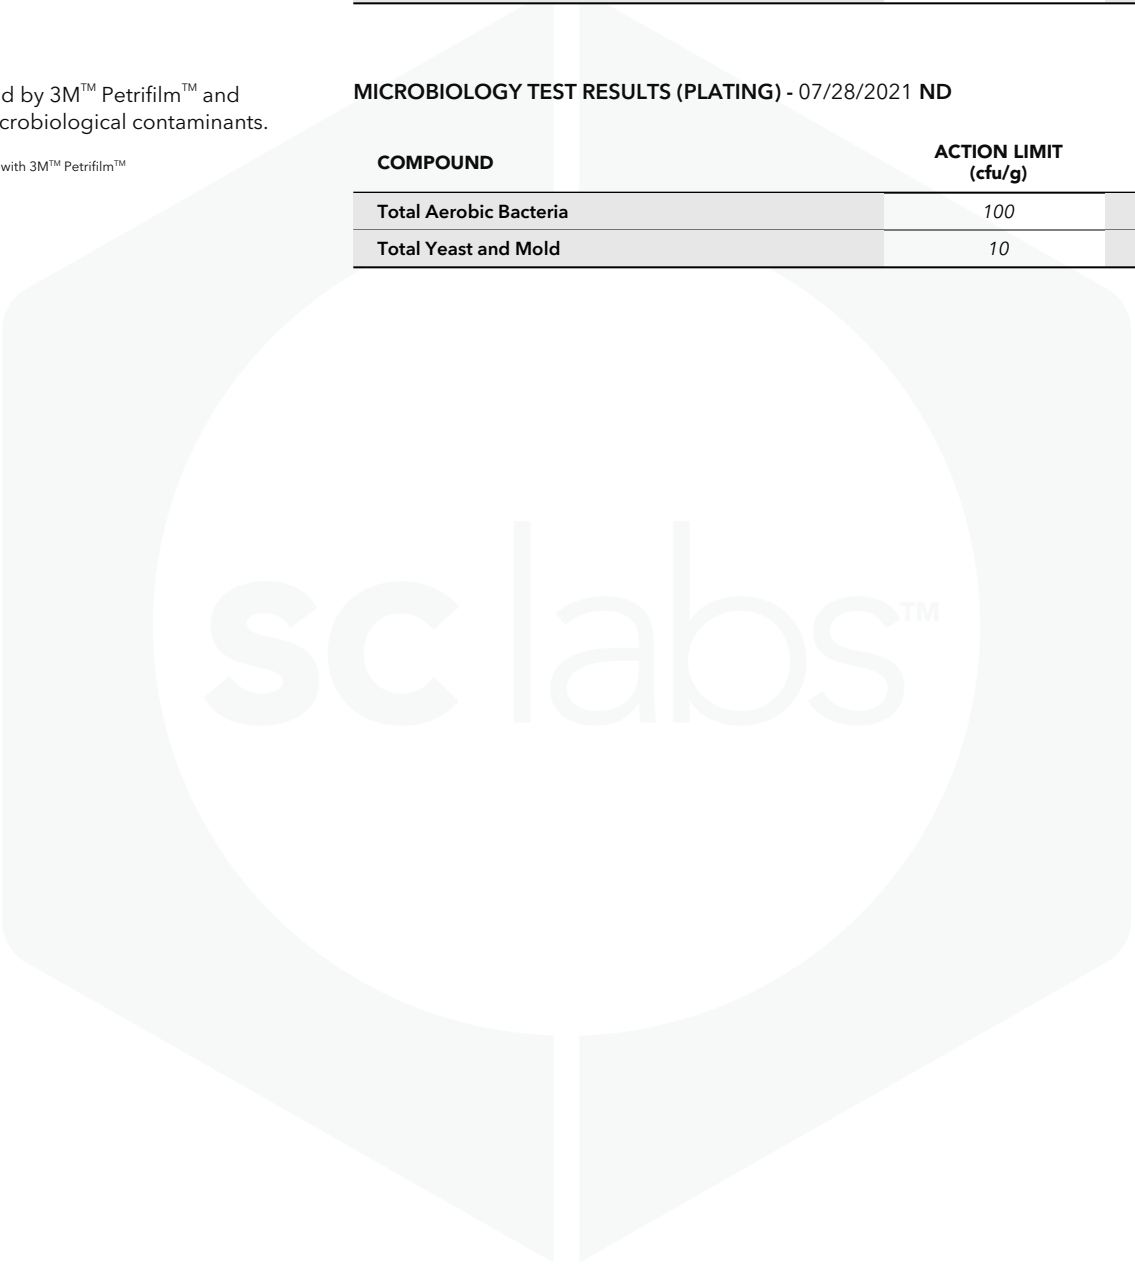 d by 3M™ Petrifilm™ and
crobiological contaminants.
with 3M™ Petrifilm™
MICROBIOLOGY TEST RESULTS (PLATING) - 07/28/2021 ND
COMPOUND ACTION LIMIT (cfu/g)
Total Aerobic Bacteria 100
Total Yeast and Mold 10
sc labs™